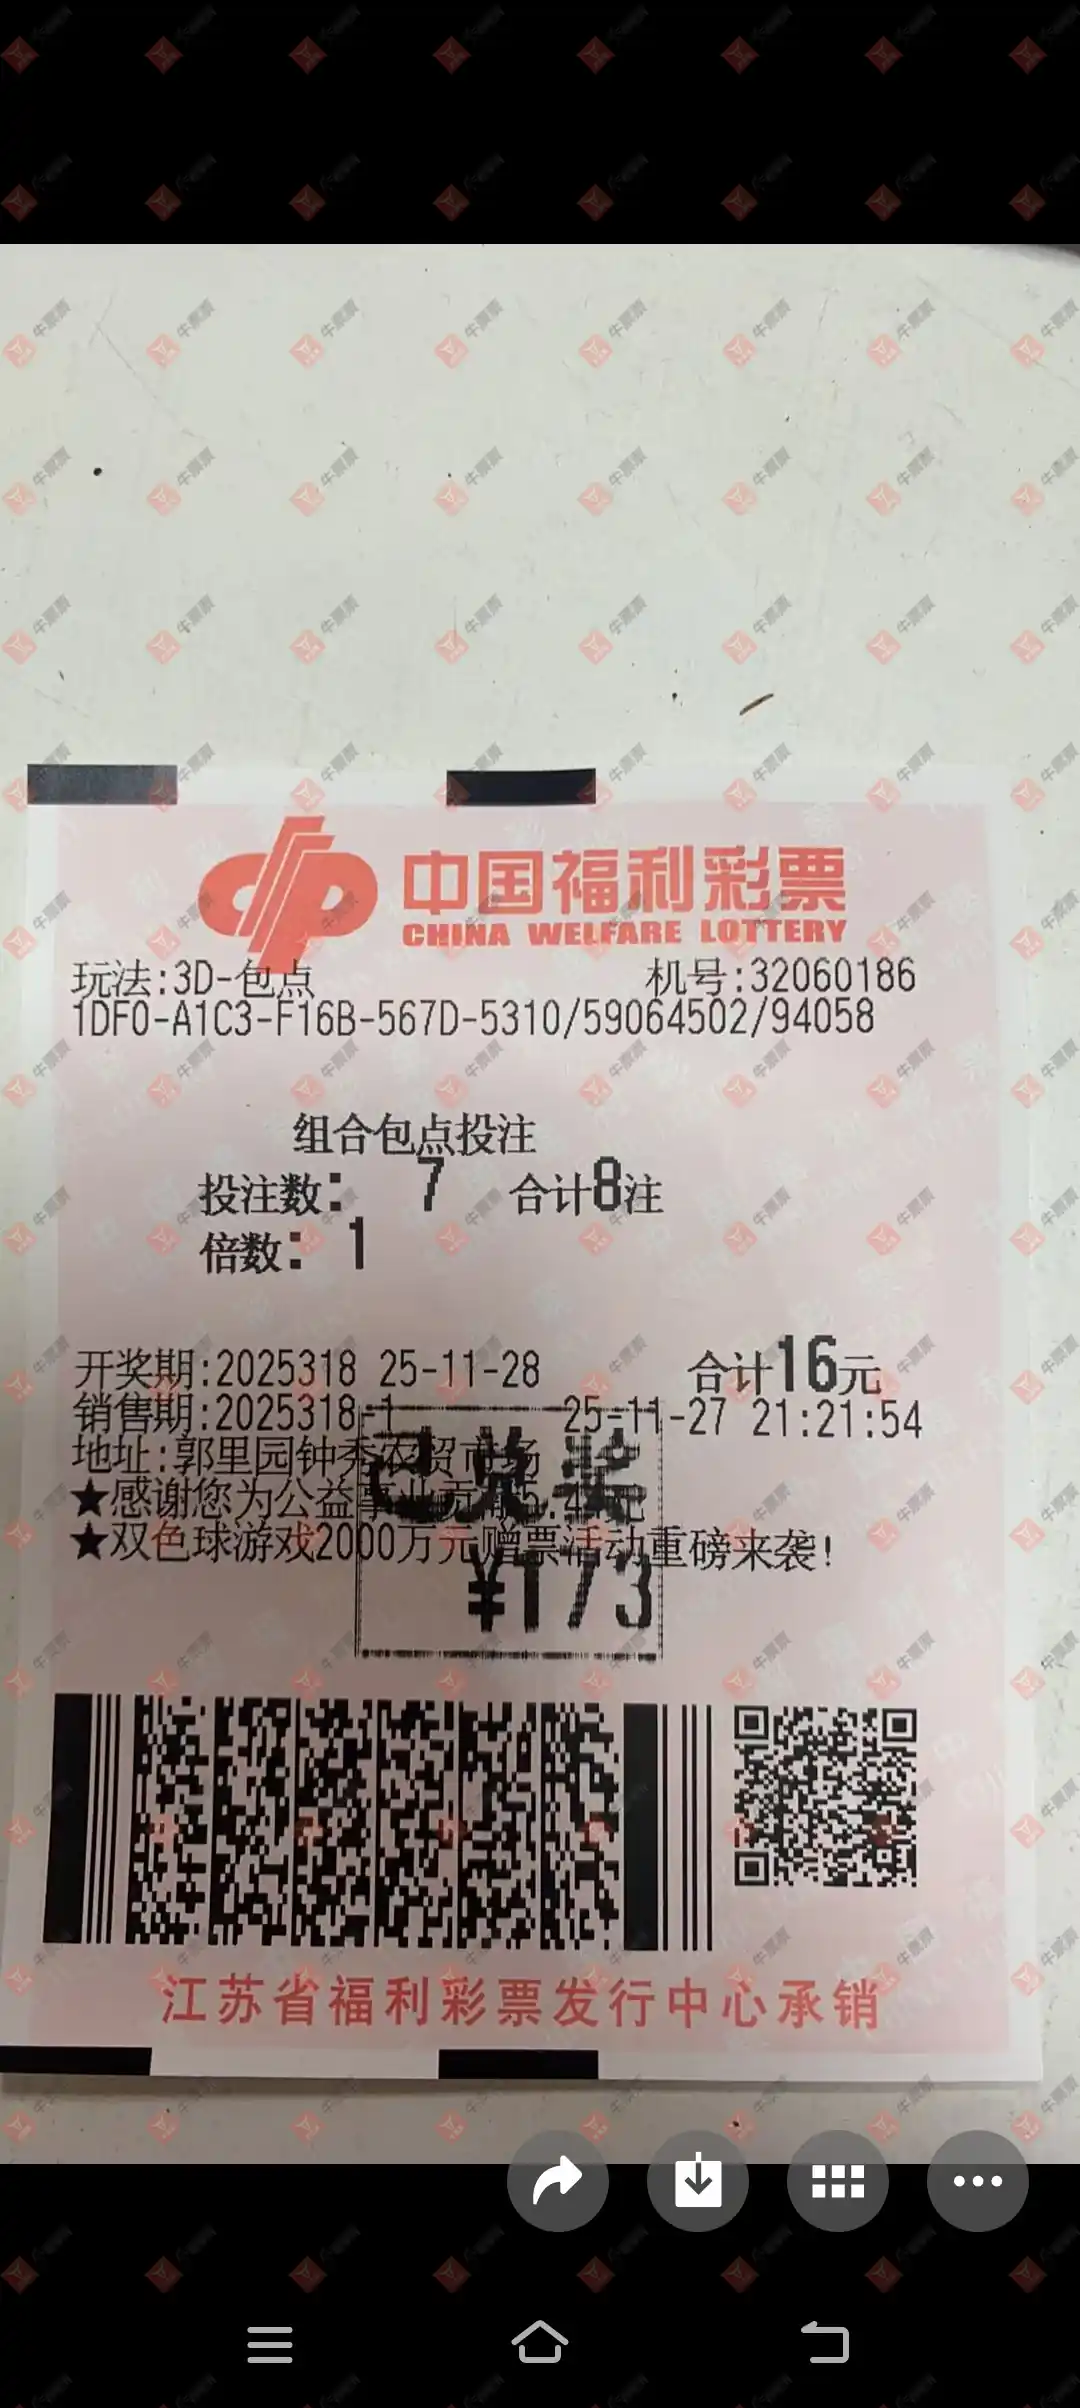 中国福利彩票
CHINA WELFARE LOTTERY
玩法:3D-包点 机号:32060186
1DF0-A1C3-F16B-567D-5310/59064502/94058
组合包点投注
投注数: 7 合计8注
倍数: 1
开奖期:2025318 25-11-28 合计16元
销售期:2025318-1 25-11-27 21:21:54
地址:郭里园钟秀农贸市场
已兑奖
★感谢您为公益事业贡献5.44元
★双色球游戏2000万元赠票活动重磅来袭!
¥173
江苏省福利彩票发行中心承销
牛票票